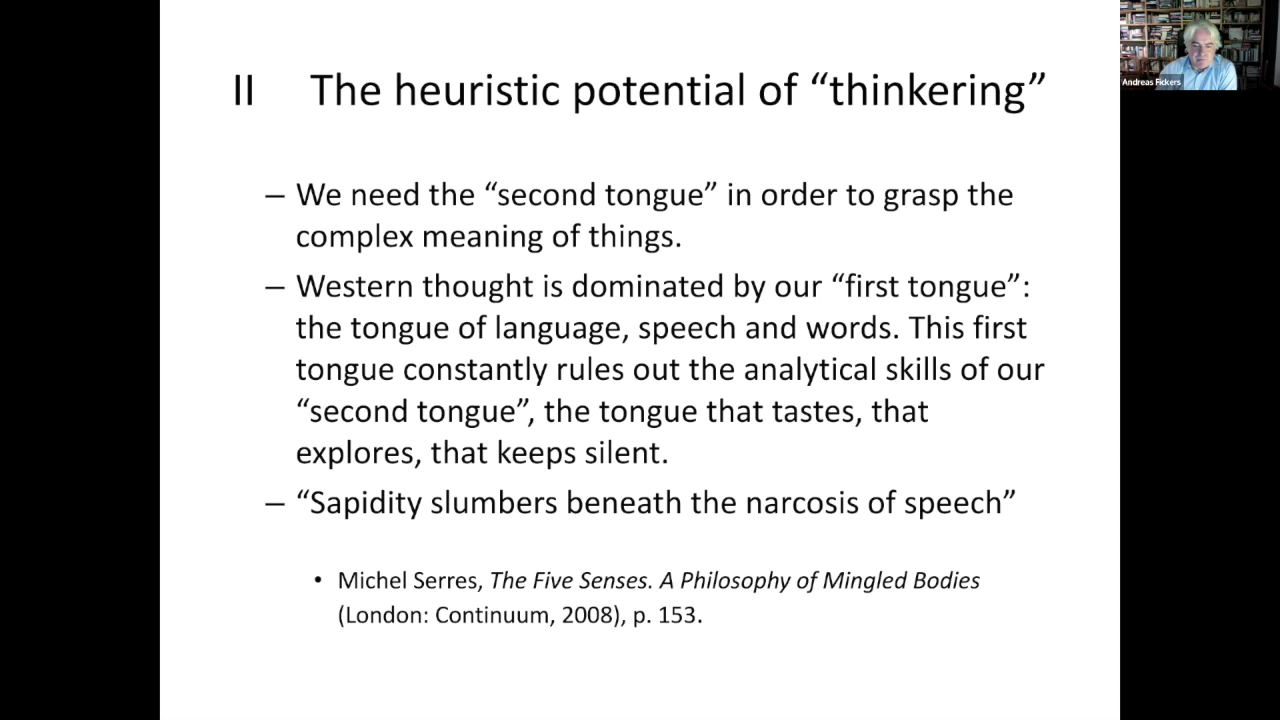 II The heuristic potential of “thinkering”
Andreas Fickers
– We need the “second tongue” in order to grasp the
complex meaning of things.
– Western thought is dominated by our “first tongue”:
the tongue of language, speech and words. This first
tongue constantly rules out the analytical skills of our
“second tongue”, the tongue that tastes, that
explores, that keeps silent.
– “Sapidity slumbers beneath the narcosis of speech”
• Michel Serres, The Five Senses. A Philosophy of Mingled Bodies
(London: Continuum, 2008), p. 153.